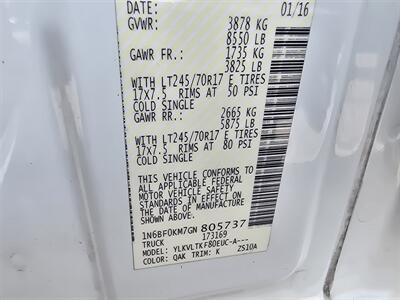 DATE: 01/16
GVWR: 3878 KG
8550 LB
GAWR FR.: 1735 KG
3825 LB
WITH LT245/70R17 E TIRES
17x7.5 RIMS AT 50 PSI
COLD SINGLE
GAWR RR.: 2665 KG
5875 LB
WITH LT245/70R17 E TIRES
17x7.5 RIMS AT 80 PSI
COLD SINGLE
THIS VEHICLE CONFORMS TO
ALL APPLICABLE FEDERAL
MOTOR VEHICLE SAFETY
STANDARDS IN EFFECT ON THE
DATE OF MANUFACTURE
SHOWN ABOVE.
1N6BF0KM7GN805737
TRUCK 173169
MODEL: YLKVLTKF80EUC-A---
COLOR: QAK TRIM: K ZS10A